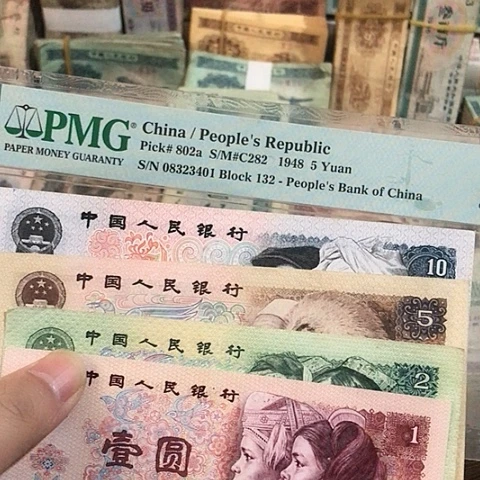 PMG
PAPER MONEY GUARANTY
China / People's Republic
Pick# 802a S/M#C282 1948 5 Yuan
S/N 08323401 Block 132 - People's Bank of China
中国人民银行
10
中国人民银行
5
中国人民银行
2
中国人民银行
1
壹圆